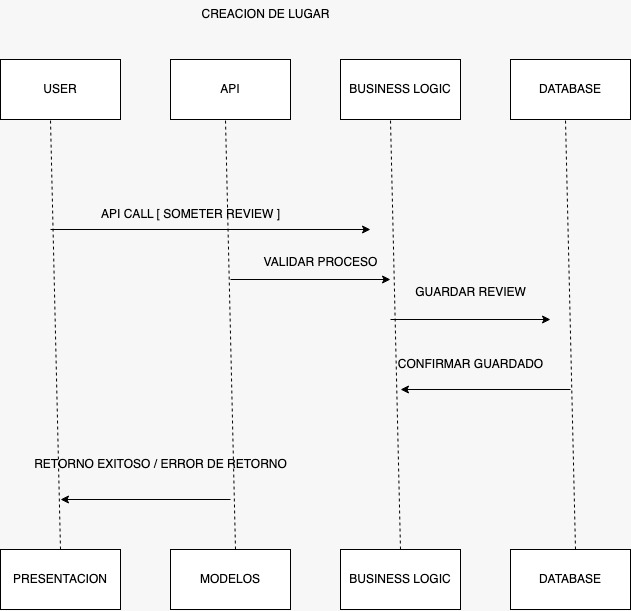 CREACION DE LUGAR
USER
API
BUSINESS LOGIC
DATABASE
API CALL [ SOMETER REVIEW ]
VALIDAR PROCESO
GUARDAR REVIEW
CONFIRMAR GUARDADO
RETORNO EXITOSO / ERROR DE RETORNO
PRESENTACION
MODELOS
BUSINESS LOGIC
DATABASE